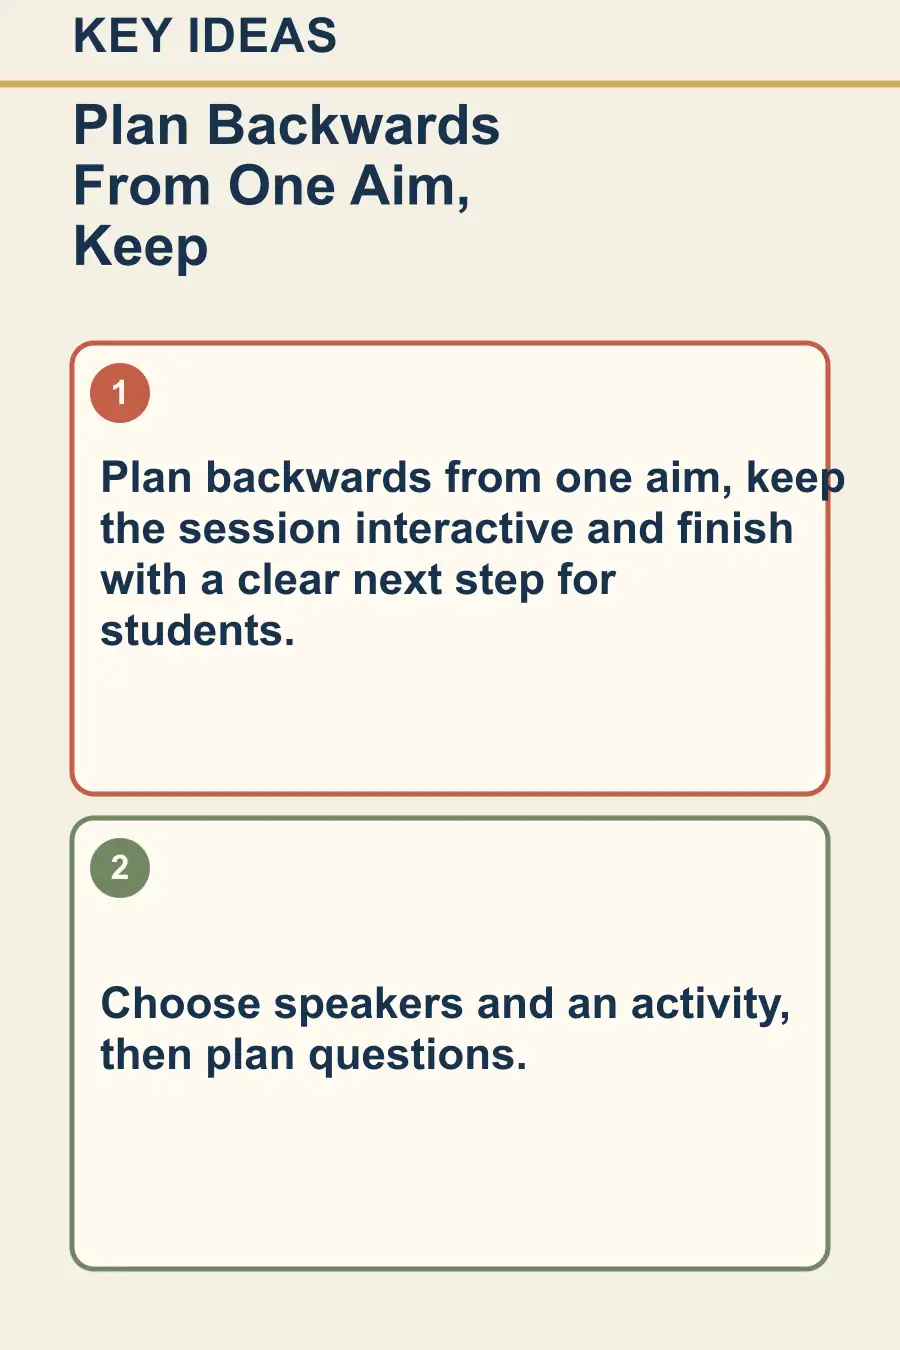 KEY IDEAS
Plan Backwards
From One Aim,
Keep
1
Plan backwards from one aim, keep
the session interactive and finish
with a clear next step for
students.
2
Choose speakers and an activity,
then plan questions.